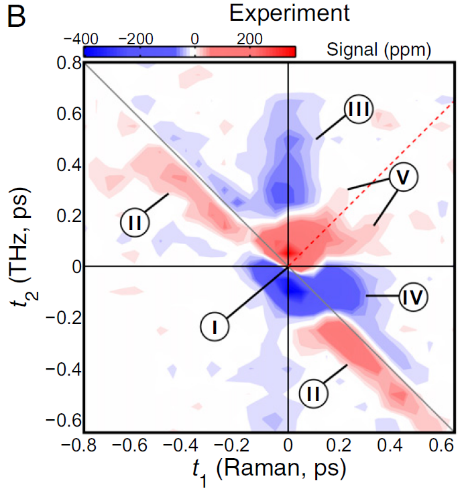 B
Experiment
−400 −200 0 200
Signal (ppm)
0.8
0.6
0.4
0.2
0
−0.2
−0.4
−0.6
t2 (THz, ps)
III
V
II
IV
I
II
−0.8 −0.6 −0.4 −0.2 0 0.2 0.4 0.6
t1 (Raman, ps)